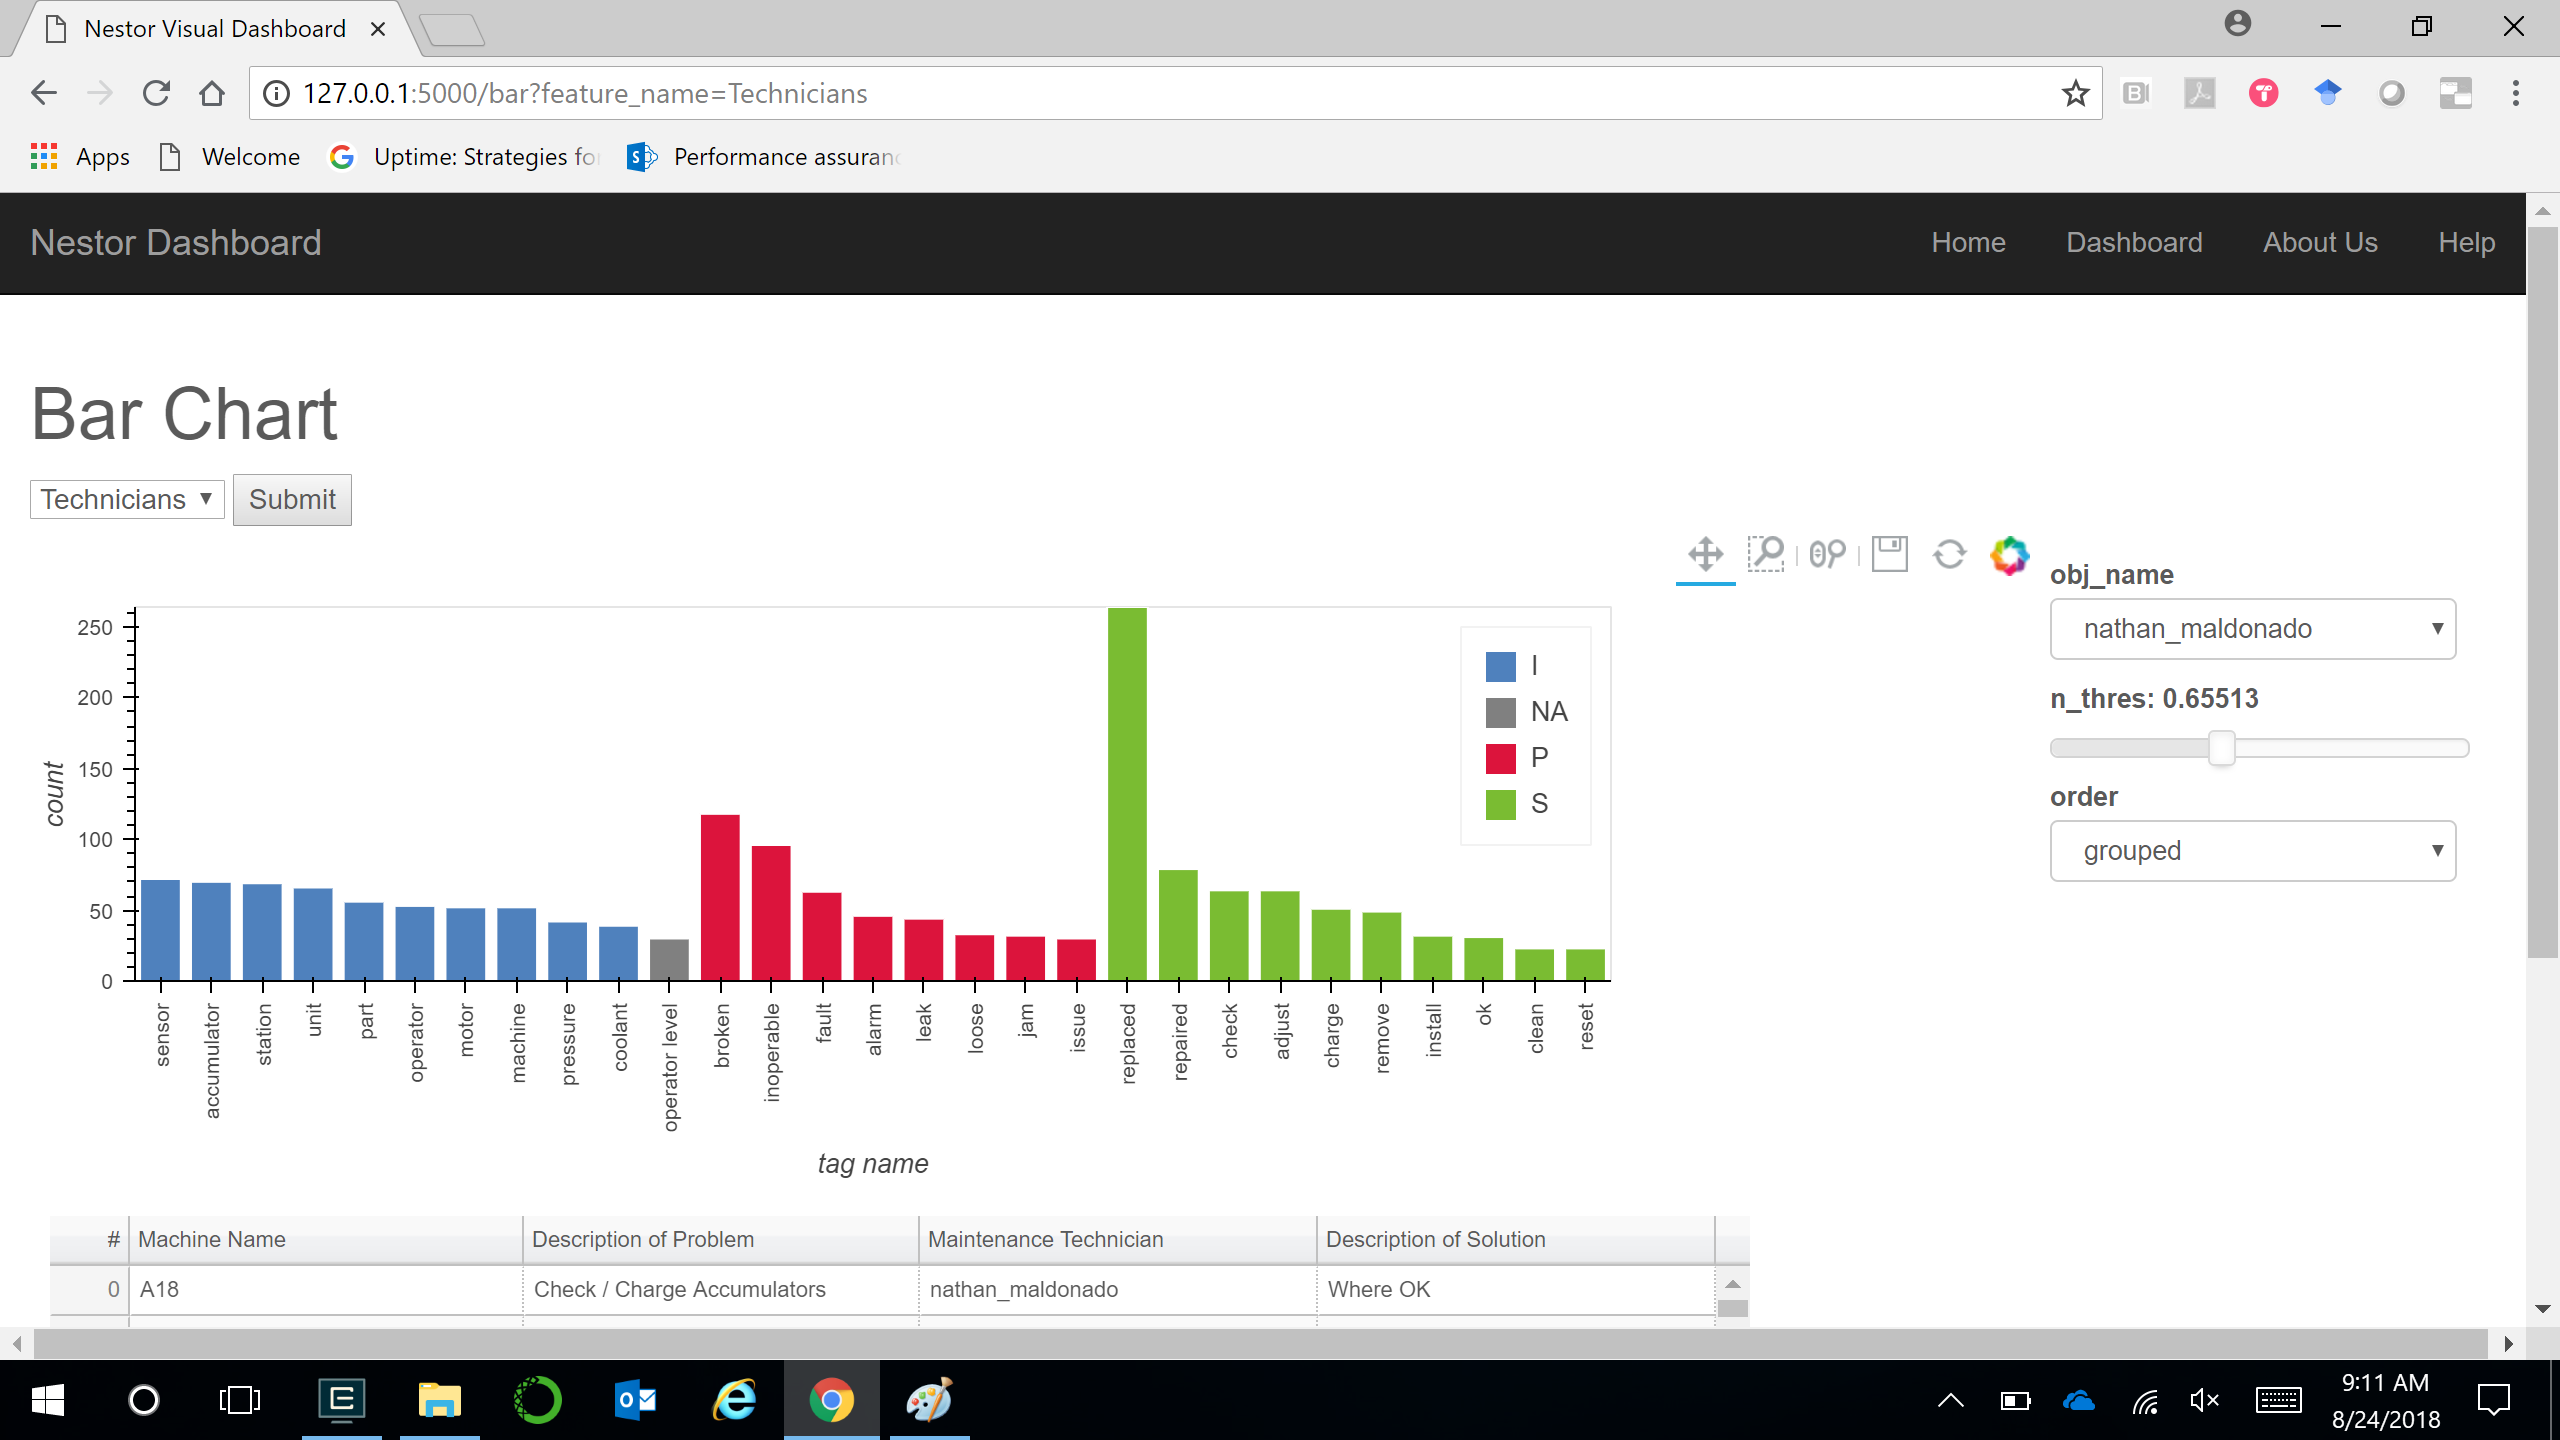 Nestor Visual Dashboard
127.0.0.1:5000/bar?feature_name=Technicians
Apps Welcome Uptime: Strategies for Performance assuranc
Nestor Dashboard Home Dashboard About Us Help
Bar Chart
Technicians Submit
obj_name
nathan_maldonado
n_thres: 0.65513
order
grouped
250
200
150
100
50
0
count
I
NA
P
S
sensor
accumulator
station
unit
part
operator
motor
machine
pressure
coolant
operator level
broken
inoperable
fault
alarm
leak
loose
jam
issue
replaced
repaired
check
adjust
charge
remove
install
ok
clean
reset
tag name
# Machine Name Description of Problem Maintenance Technician Description of Solution
0 A18 Check / Charge Accumulators nathan_maldonado Where OK
9:11 AM
8/24/2018